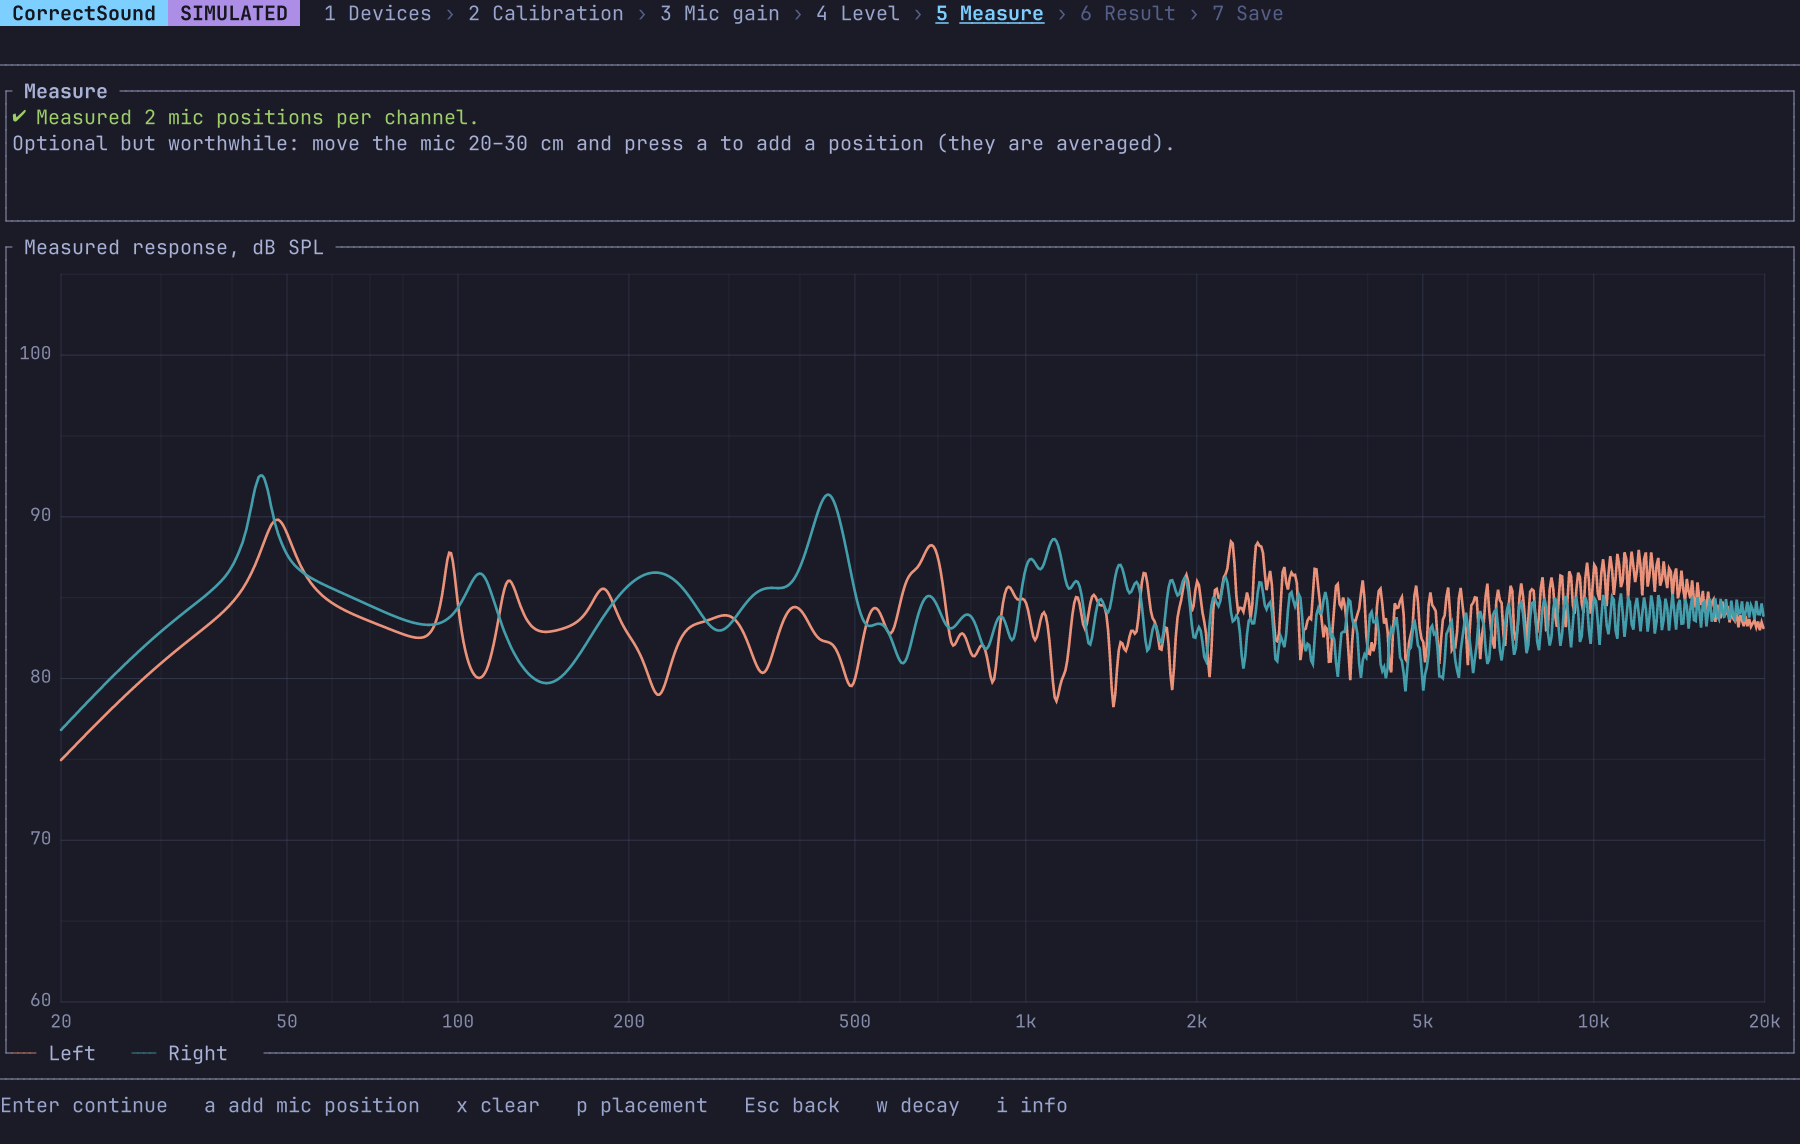 CorrectSound SIMULATED 1 Devices › 2 Calibration › 3 Mic gain › 4 Level › 5 Measure › 6 Result › 7 Save
Measure
✔ Measured 2 mic positions per channel.
Optional but worthwhile: move the mic 20–30 cm and press a to add a position (they are averaged).
Measured response, dB SPL
100
90
80
70
60
20 50 100 200 500 1k 2k 5k 10k 20k
Left Right
Enter continue a add mic position x clear p placement Esc back w decay i info